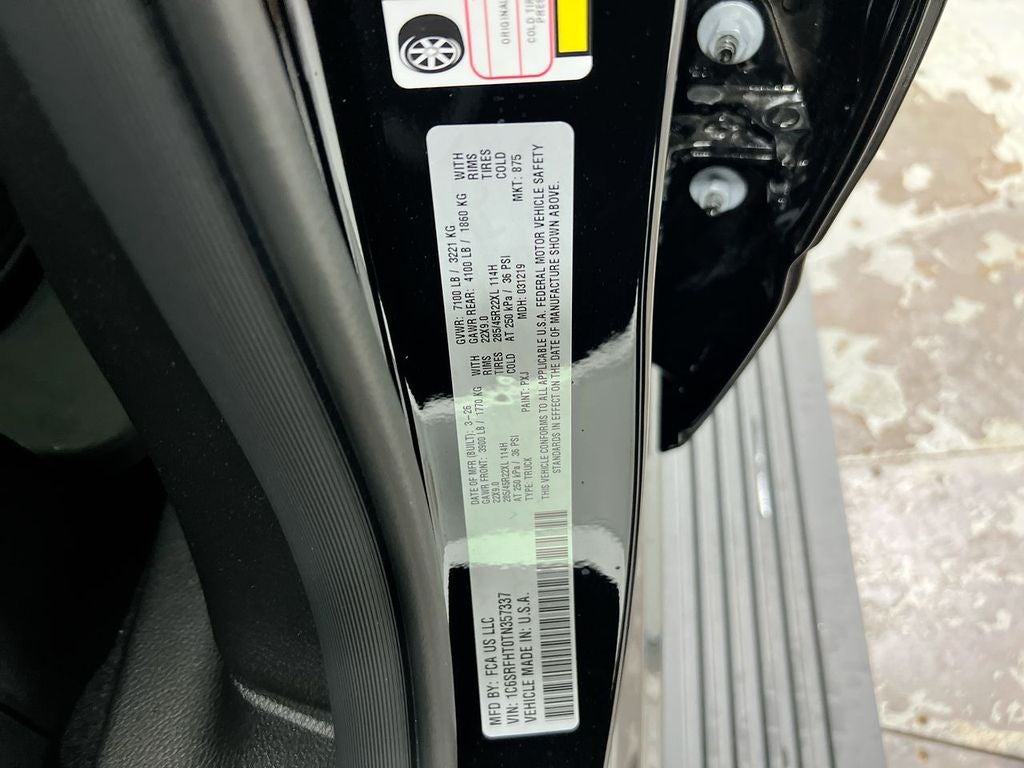 ORIGINAL
COLD TIRE
MFD BY: FCA US LLC
DATE OF MFR (BUILT): 3-26
GVWR: 7100 LB / 3221 KG
GAWR FRONT: 3900 LB / 1770 KG WITH
GAWR REAR: 4100 LB / 1860 KG WITH
22X9.0 RIMS
22X9.0 RIMS
285/45R22XL 114H TIRES
285/45R22XL 114H TIRES
AT 250 kPa / 36 PSI COLD
AT 250 kPa / 36 PSI COLD
VIN: 1C6SRFHT0TN357337
TYPE: TRUCK
PAINT: PXJ
MDH: 031219
MKT: 875
VEHICLE MADE IN: U.S.A.
THIS VEHICLE CONFORMS TO ALL APPLICABLE U.S.A. FEDERAL MOTOR VEHICLE SAFETY
STANDARDS IN EFFECT ON THE DATE OF MANUFACTURE SHOWN ABOVE.